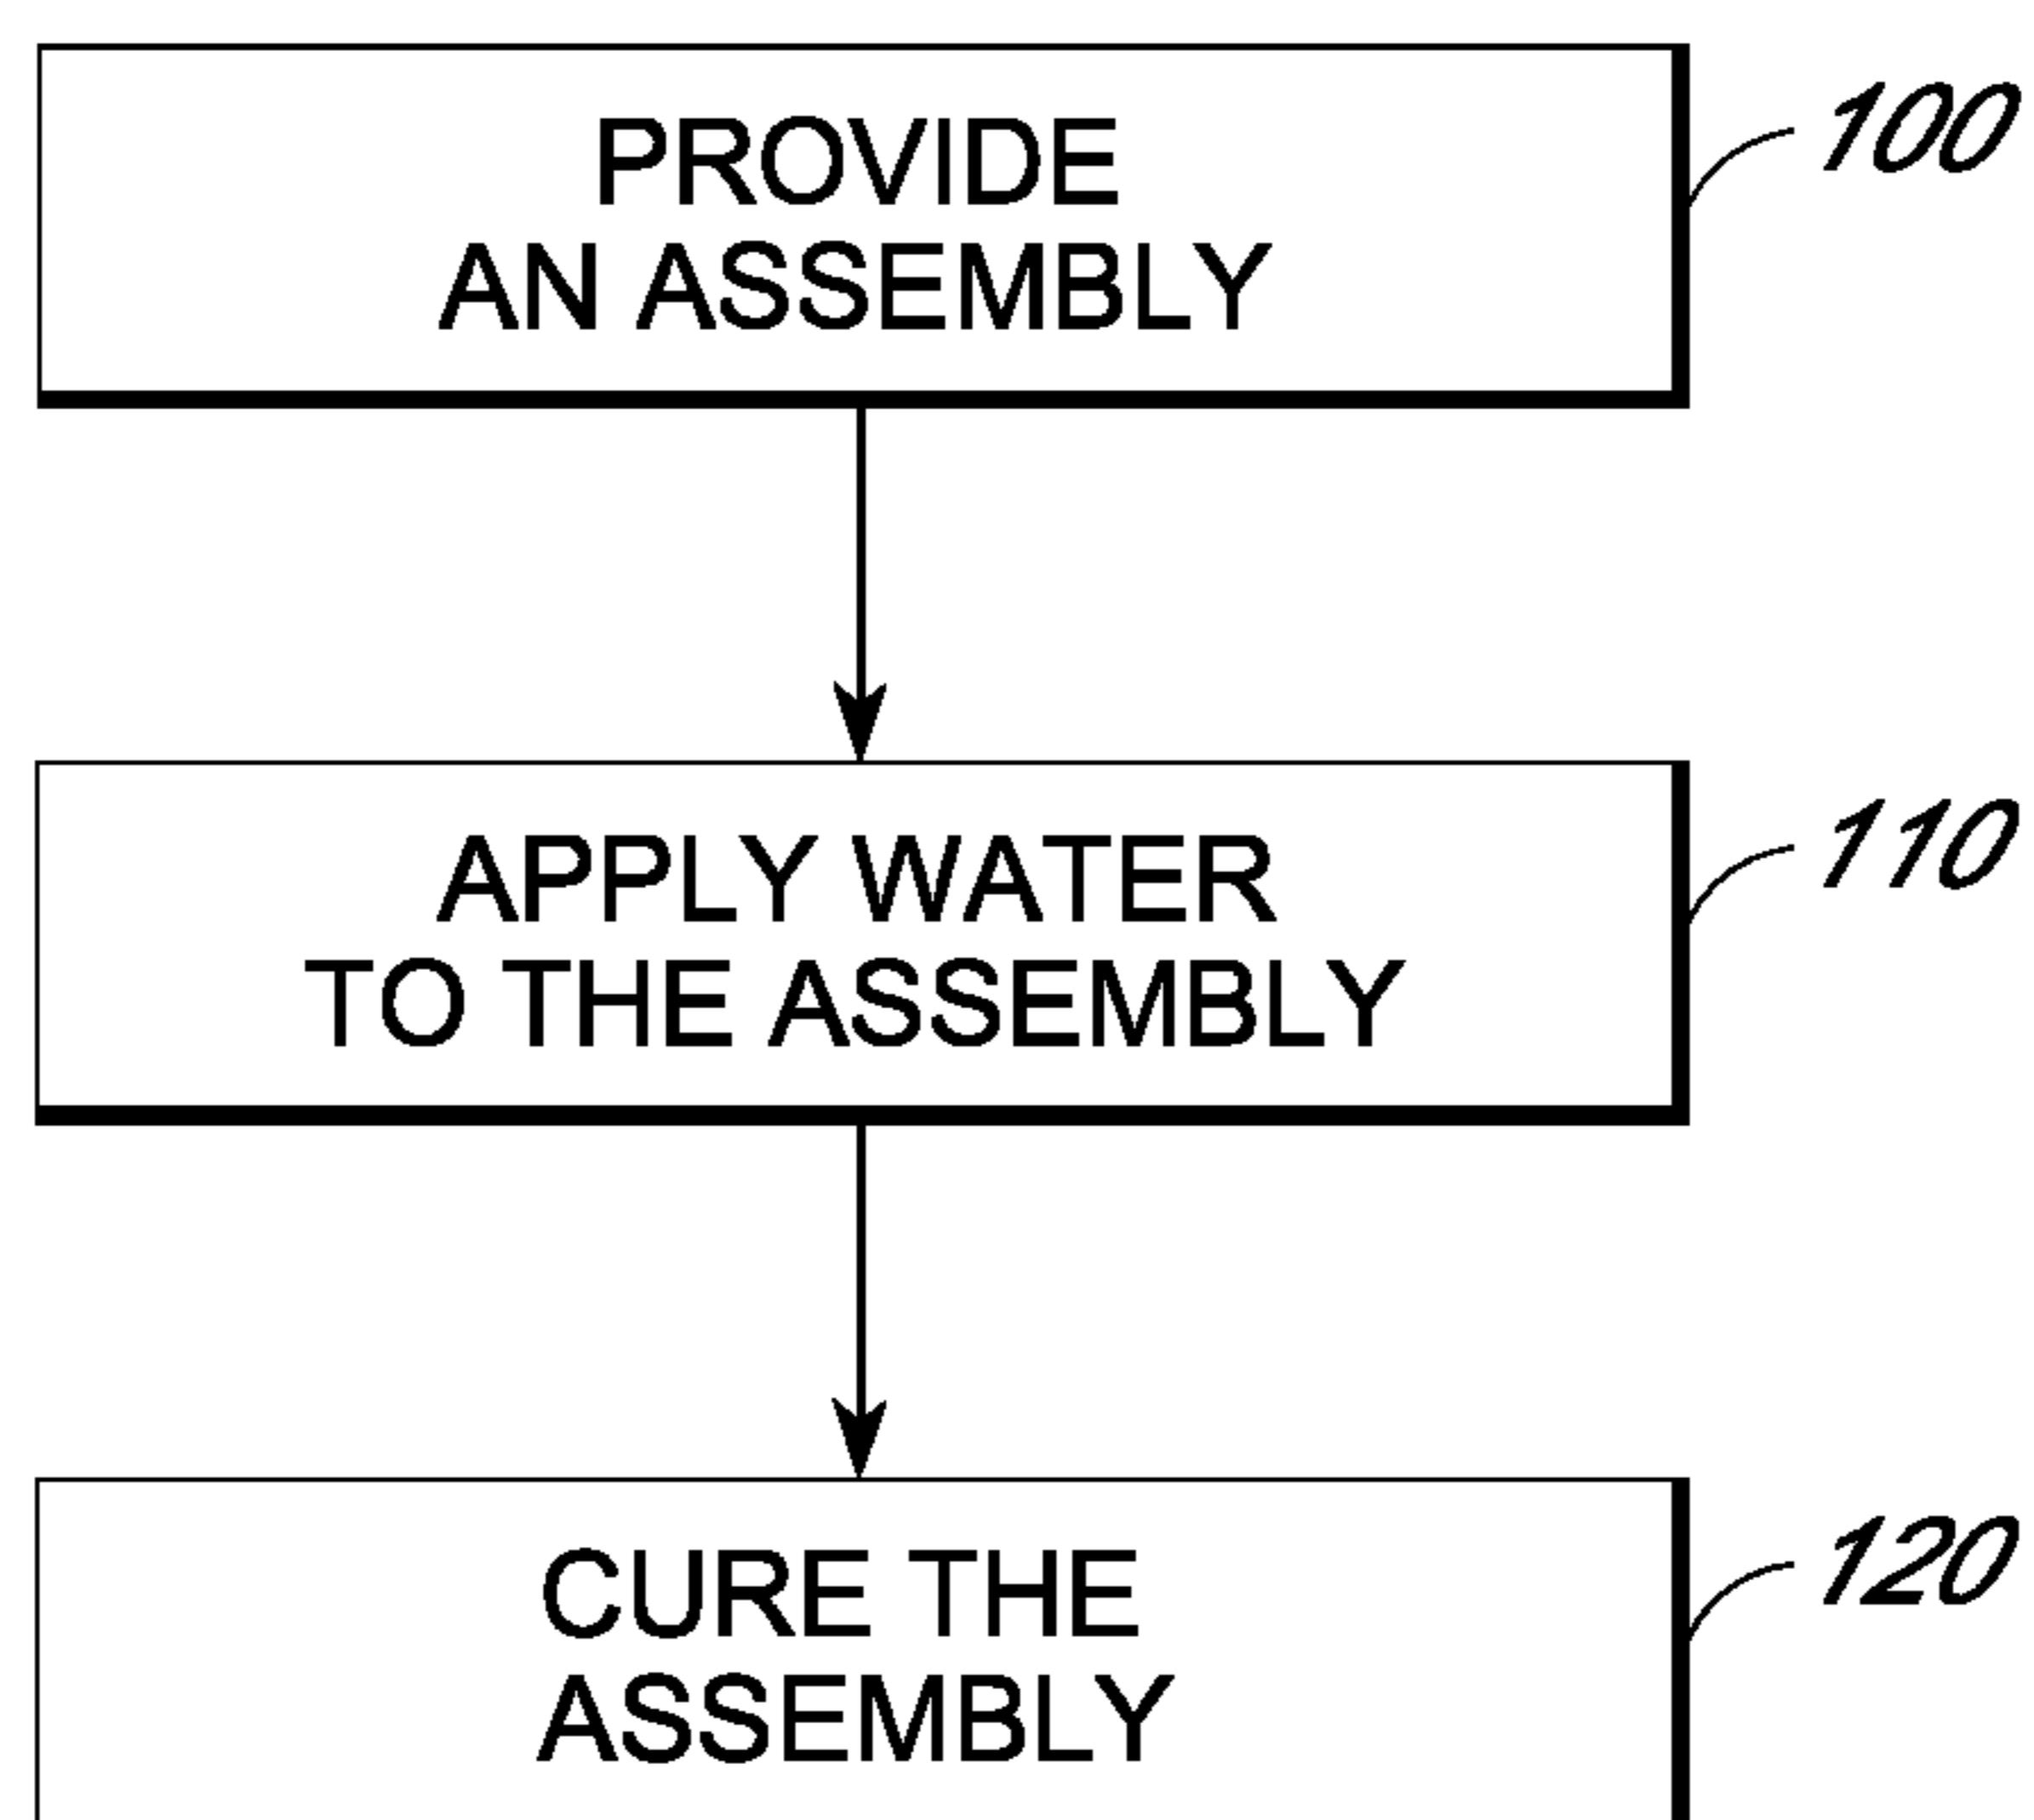 PROVIDE
AN ASSEMBLY
100
APPLY WATER
TO THE ASSEMBLY
110
CURE THE
ASSEMBLY
120